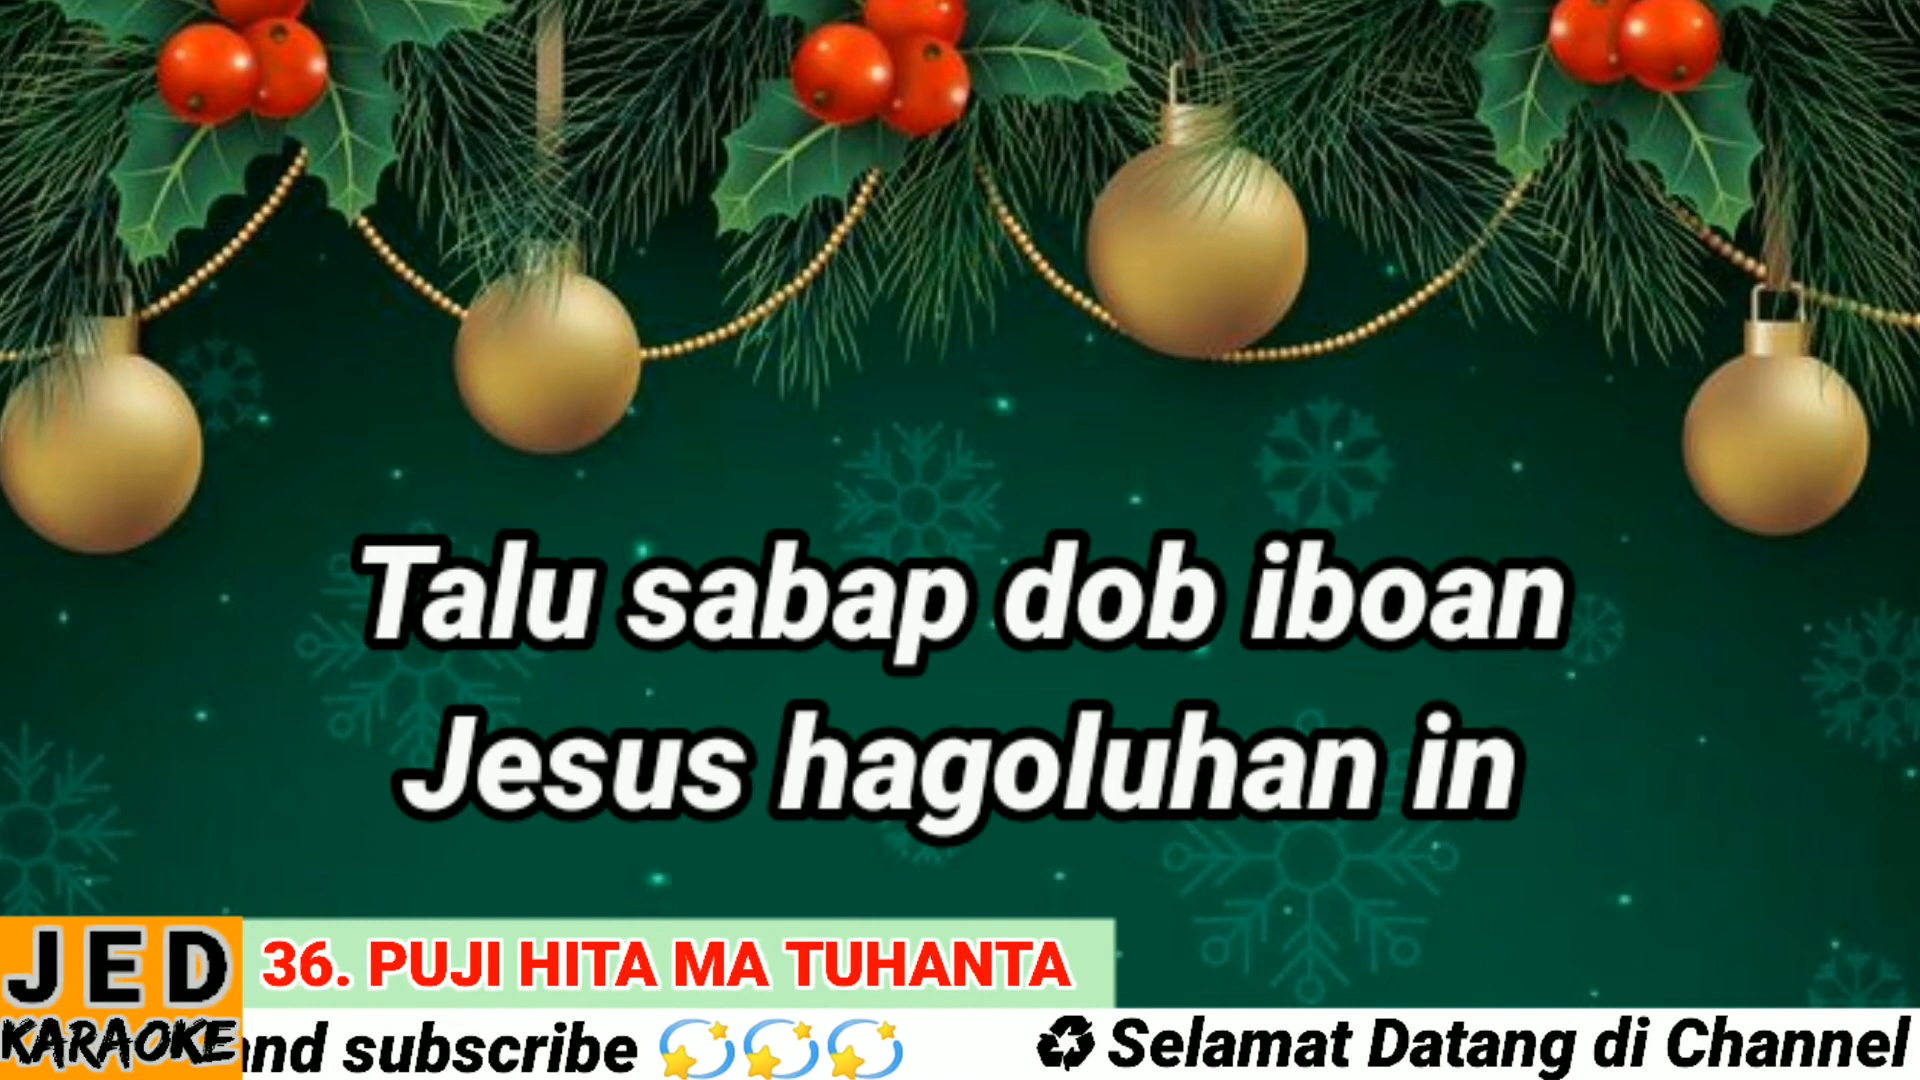 Talu sabap dob iboan
Jesus hagoluhan in
JED
KARAOKE
36. PUJI HITA MA TUHANTA
and subscribe 💫💫💫 ♻ Selamat Datang di Channel